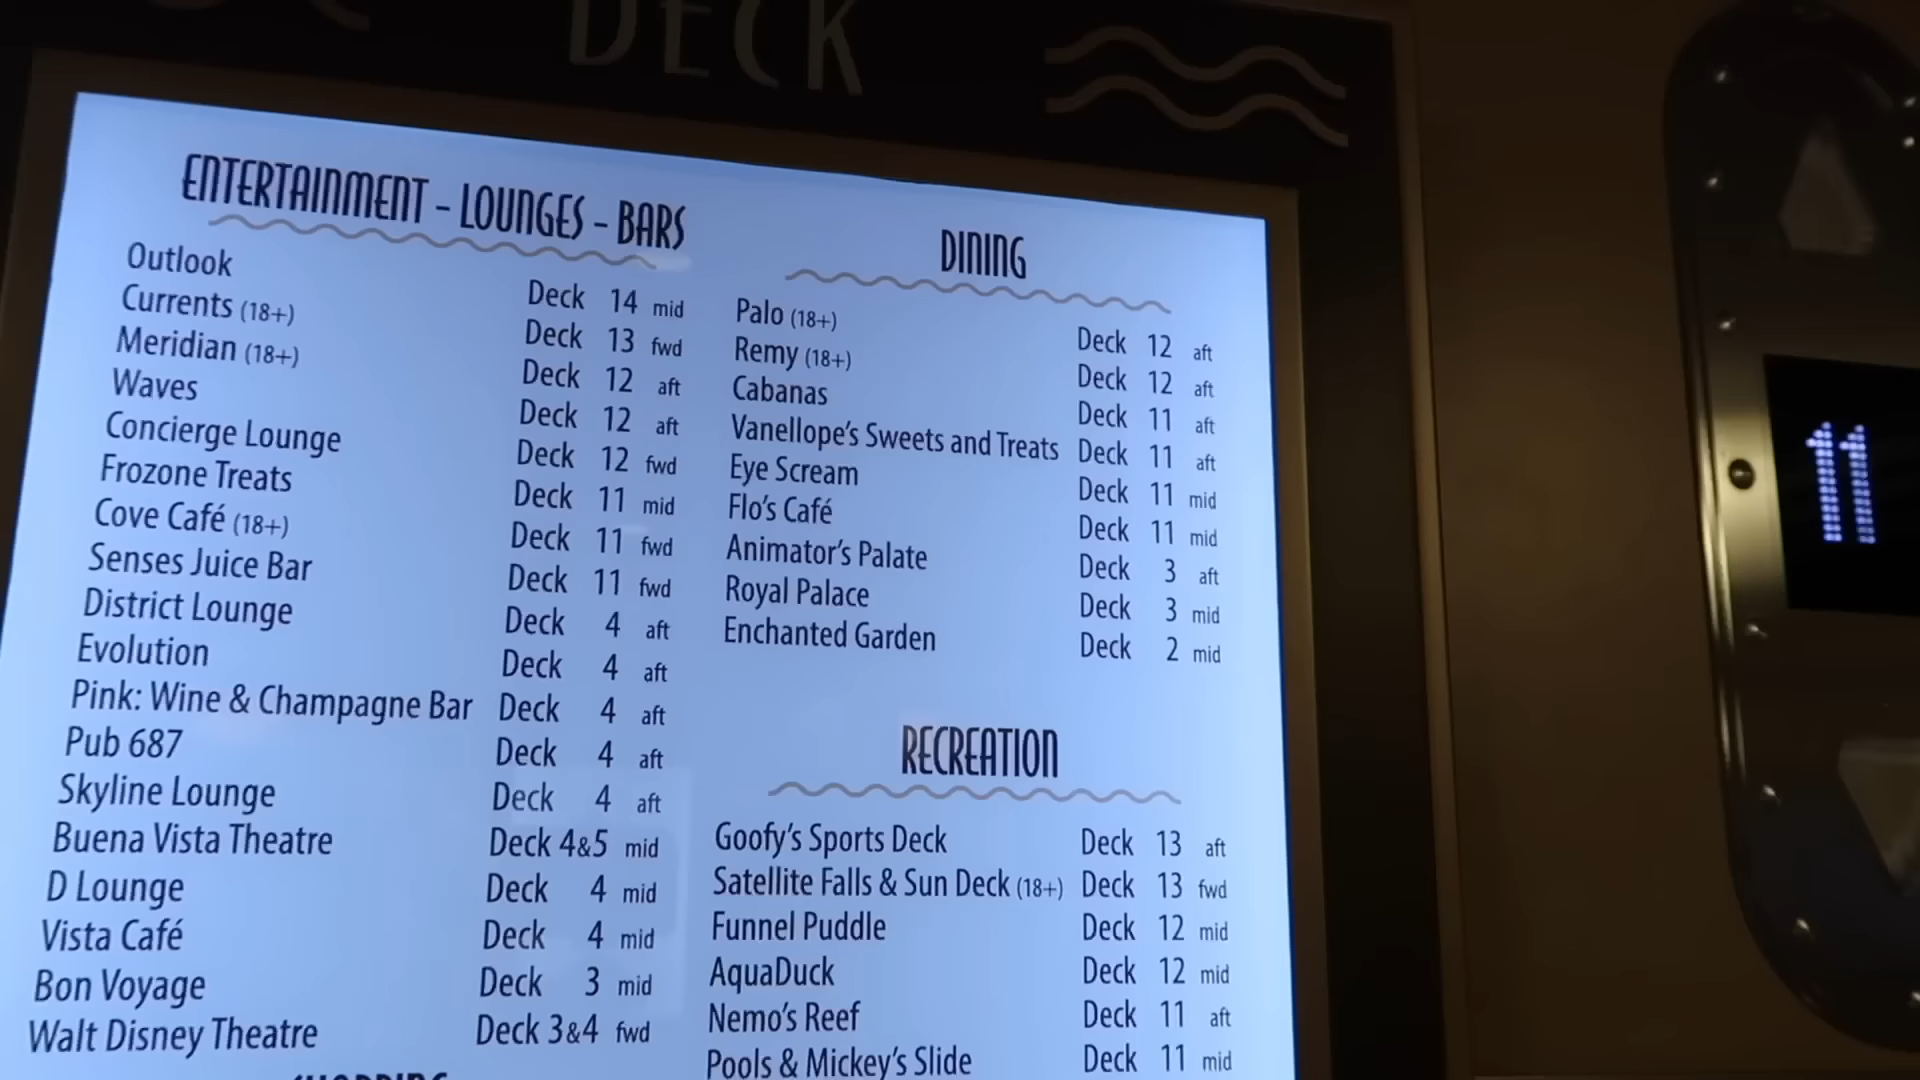 DECK
ENTERTAINMENT - LOUNGES - BARS
Outlook Deck 14 mid
Currents (18+) Deck 13 fwd
Meridian (18+) Deck 12 aft
Waves Deck 12 aft
Concierge Lounge Deck 12 fwd
Frozone Treats Deck 11 mid
Cove Café (18+) Deck 11 fwd
Senses Juice Bar Deck 11 fwd
District Lounge Deck 4 aft
Evolution Deck 4 aft
Pink: Wine & Champagne Bar Deck 4 aft
Pub 687 Deck 4 aft
Skyline Lounge Deck 4 aft
Buena Vista Theatre Deck 4&5 mid
D Lounge Deck 4 mid
Vista Café Deck 4 mid
Bon Voyage Deck 3 mid
Walt Disney Theatre Deck 3&4 fwd
SHOPPING
DINING
Palo (18+) Deck 12 aft
Remy (18+) Deck 12 aft
Cabanas Deck 11 aft
Vanellope's Sweets and Treats Deck 11 aft
Eye Scream Deck 11 mid
Flo's Café Deck 11 mid
Animator's Palate Deck 3 aft
Royal Palace Deck 3 mid
Enchanted Garden Deck 2 mid
RECREATION
Goofy's Sports Deck Deck 13 aft
Satellite Falls & Sun Deck (18+) Deck 13 fwd
Funnel Puddle Deck 12 mid
AquaDuck Deck 12 mid
Nemo's Reef Deck 11 aft
Pools & Mickey's Slide Deck 11 mid
11